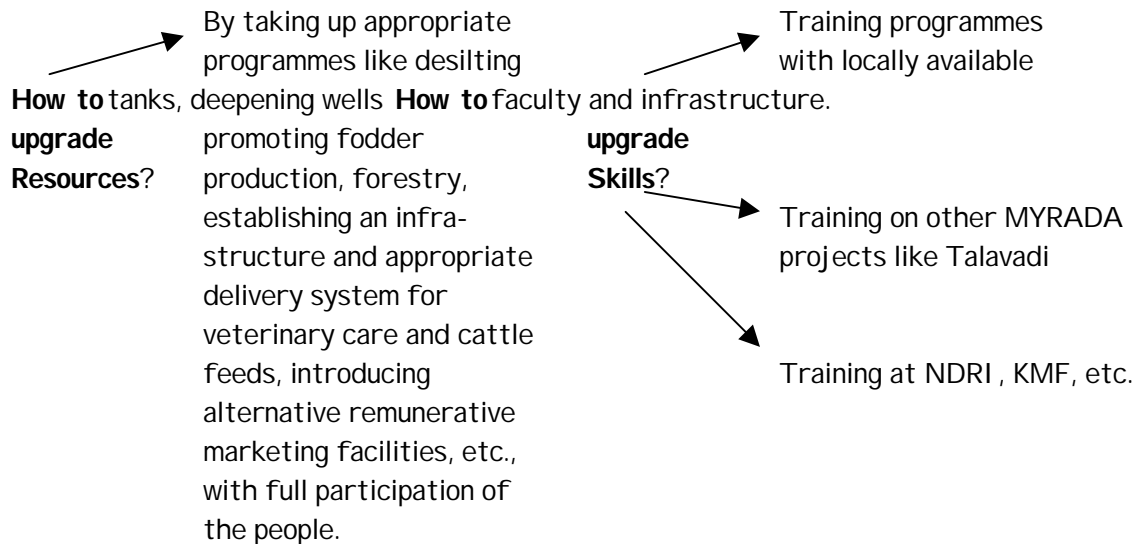 By taking up appropriate
programmes like desilting
How to tanks, deepening wells
upgrade promoting fodder
Resources? production, forestry,
establishing an infra-
structure and appropriate
delivery system for
veterinary care and cattle
feeds, introducing
alternative remunerative
marketing facilities, etc.,
with full participation of
the people.
Training programmes
with locally available
How to faculty and infrastructure.
upgrade
Skills?
Training on other MYRADA
projects like Talavadi
Training at NDRI, KMF, etc.